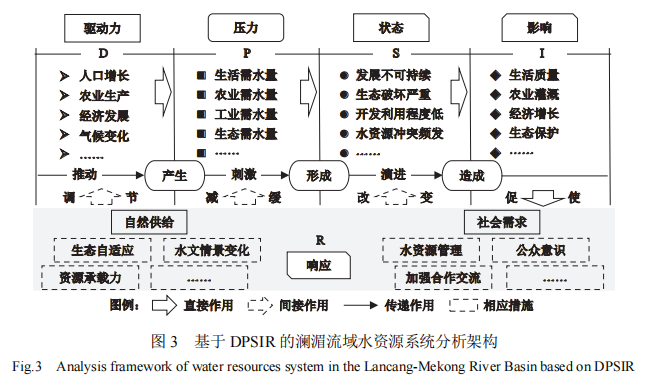 驱动力 压力 状态 影响
D P S I
人口增长 生活需水量 发展不可持续 生活质量
农业生产 农业需水量 生态破坏严重 农业灌溉
经济发展 工业需水量 开发利用程度低 经济增长
气候变化 生态需水量 水资源冲突频发 生态保护
…… …… …… ……
推动 产生 刺激 形成 演进 造成
调 节 减 缓 改 变 促 使
自然供给 社会需求
生态自适应 水文情景变化 R 水资源管理 公众意识
响应
资源承载力 …… 加强合作交流 ……
图例： 直接作用 间接作用 传递作用 相应措施
图 3 基于 DPSIR 的澜湄流域水资源系统分析架构
Fig.3 Analysis framework of water resources system in the Lancang-Mekong River Basin based on DPSIR